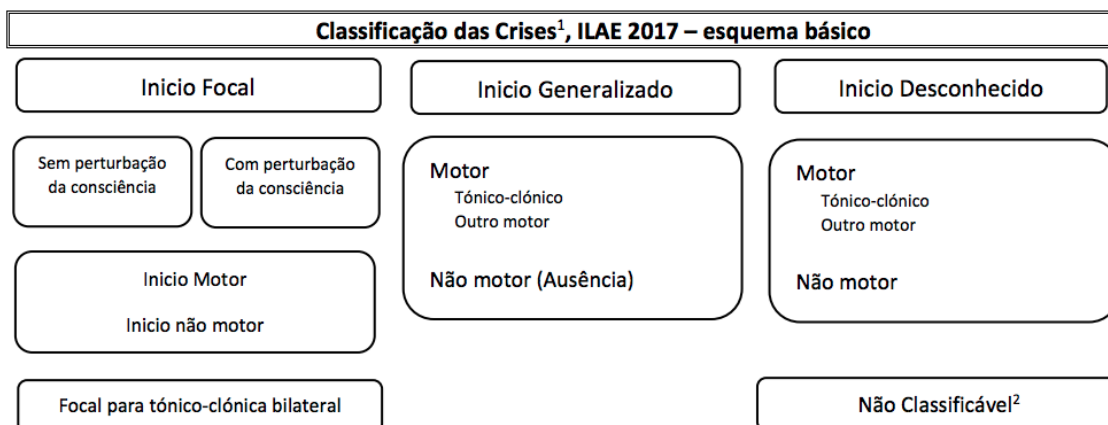 Classificação das Crises¹, ILAE 2017 – esquema básico
Inicio Focal
Inicio Generalizado
Inicio Desconhecido
Sem perturbação
da consciência
Com perturbação
da consciência
Motor
Tónico-clónico
Outro motor
Não motor (Ausência)
Motor
Tónico-clónico
Outro motor
Não motor
Inicio Motor
Inicio não motor
Focal para tónico-clónica bilateral
Não Classificável²